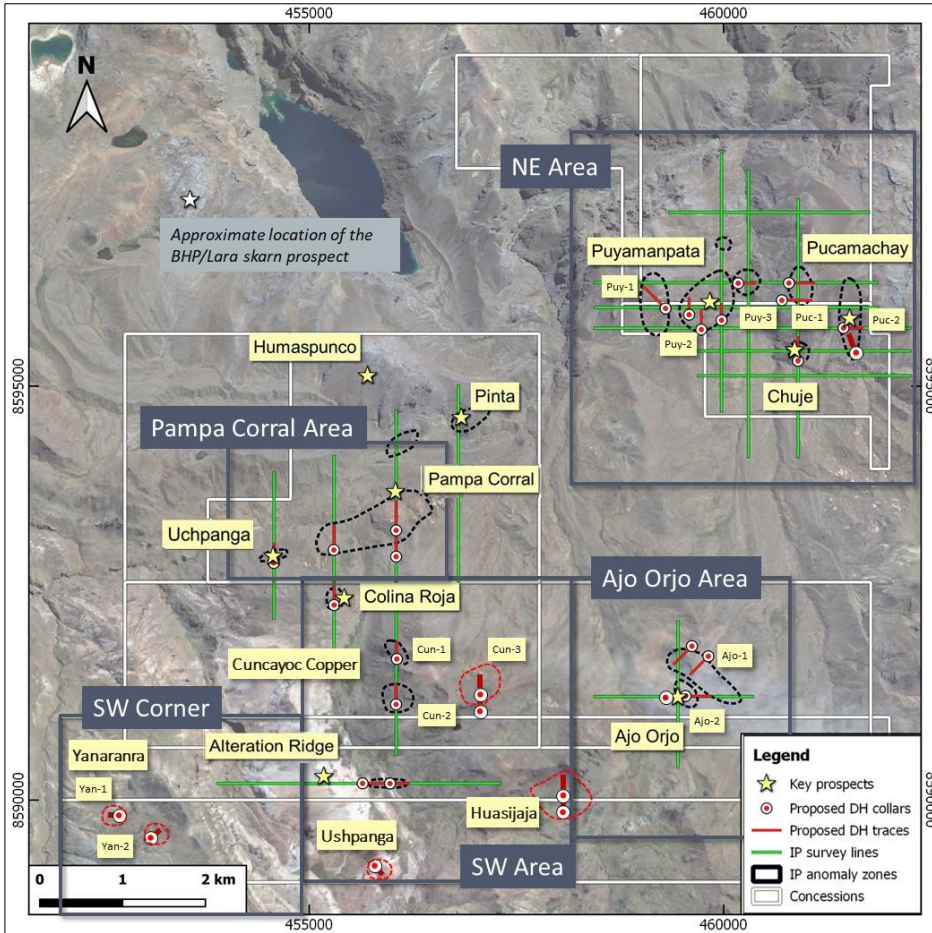 455000
460000
N
NE Area
Approximate location of the
BHP/Lara skarn prospect
Puyamanpata
Pucamachay
Puy-1
Puy-3
Puc-1
Puc-2
Puy-2
Chuje
8595000
8595000
Humaspunco
Pinta
Pampa Corral Area
Pampa Corral
Uchpanga
Ajo Orjo Area
Colina Roja
Cun-1
Cun-3
Ajo-1
Cuncayoc Copper
Cun-2
Ajo-2
SW Corner
Ajo Orjo
Yanaranra
Alteration Ridge
Yan-1
8590000
8590000
Huasijaja
Yan-2
Ushpanga
SW Area
0 1 2 km
Legend
Key prospects
Proposed DH collars
Proposed DH traces
IP survey lines
IP anomaly zones
Concessions
455000
460000